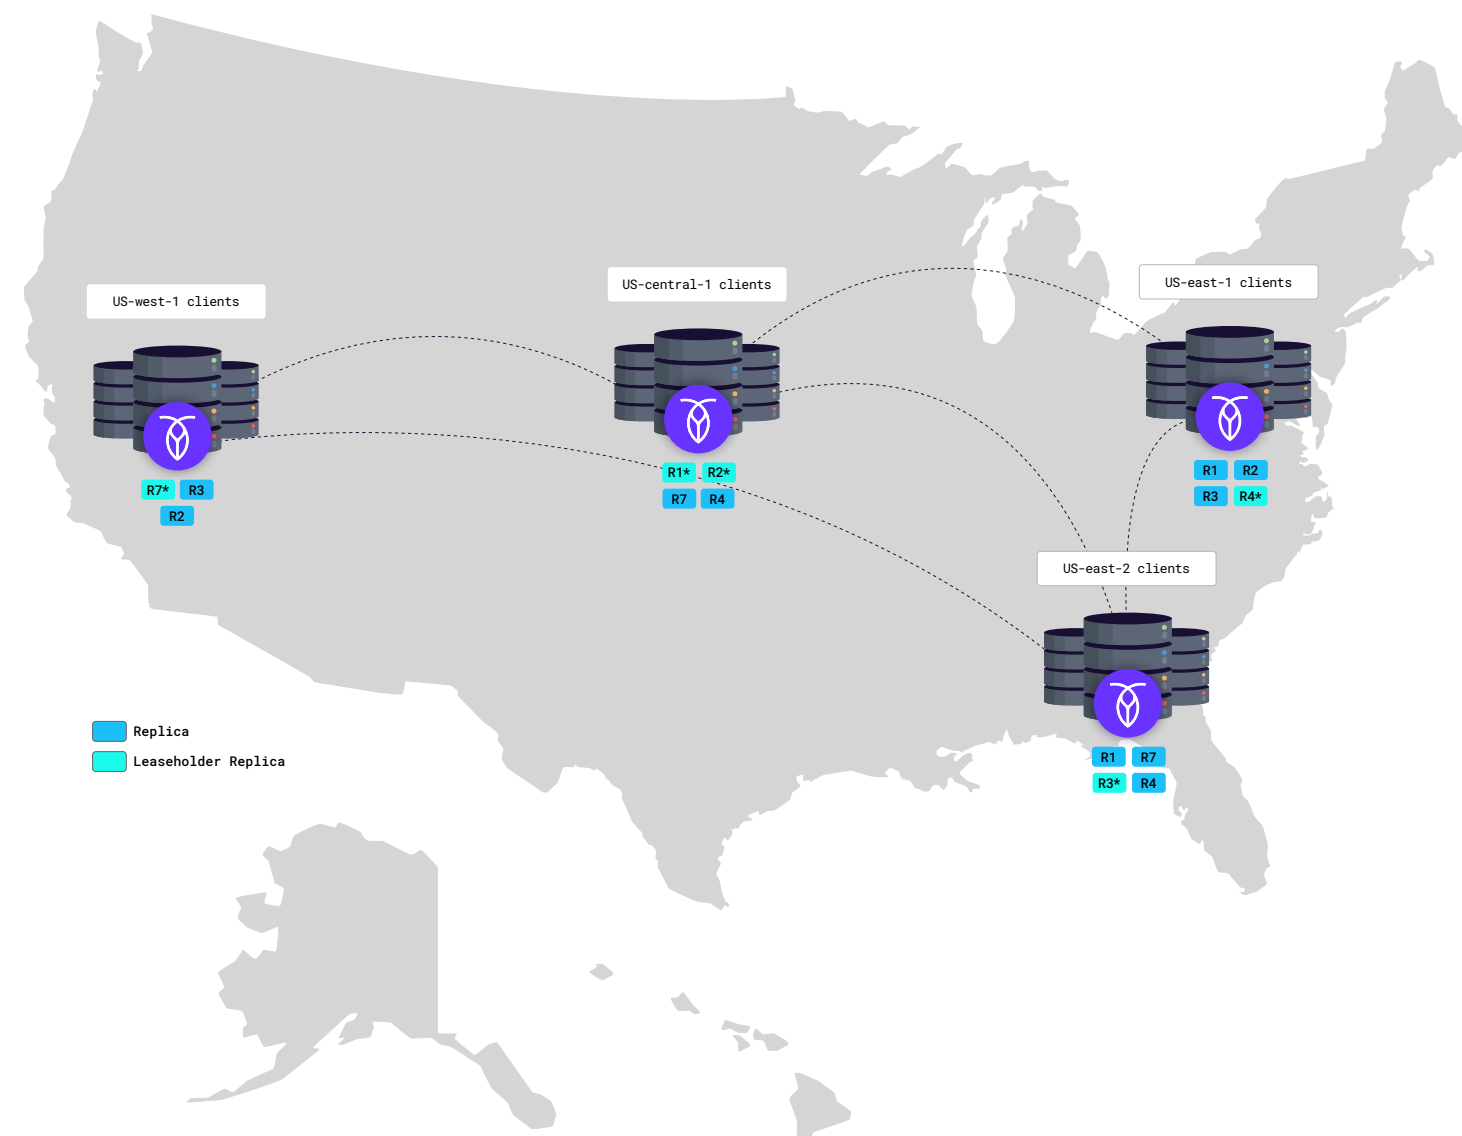 US-west-1 clients
R7* R3
R2
US-central-1 clients
R1* R2*
R7 R4
US-east-1 clients
R1 R2
R3 R4*
US-east-2 clients
R1 R7
R3* R4
Replica
Leaseholder Replica